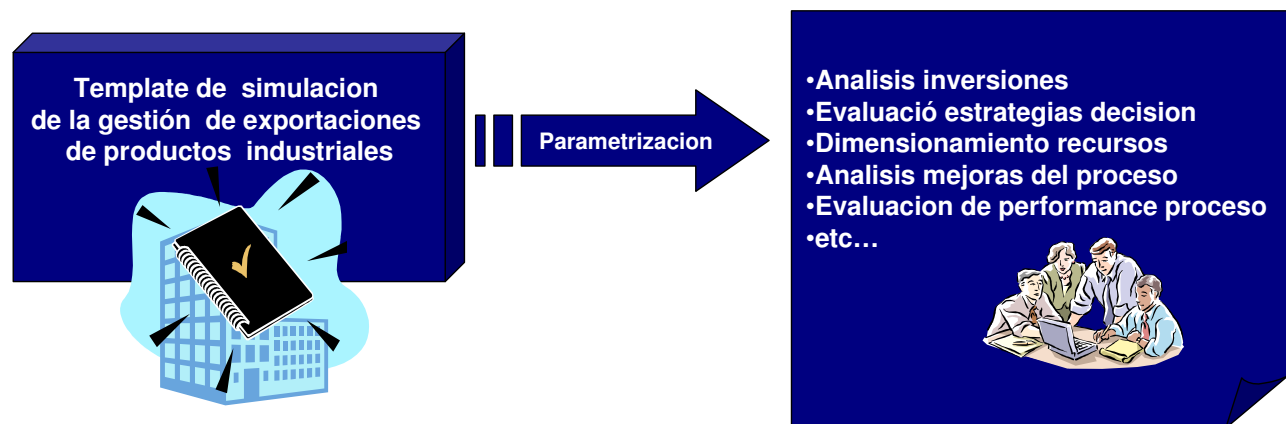 Template de simulacion
de la gestión de exportaciones
de productos industriales
Parametrizacion
•Analisis inversiones
•Evaluació estrategias decision
•Dimensionamiento recursos
•Analisis mejoras del proceso
•Evaluacion de performance proceso
•etc…